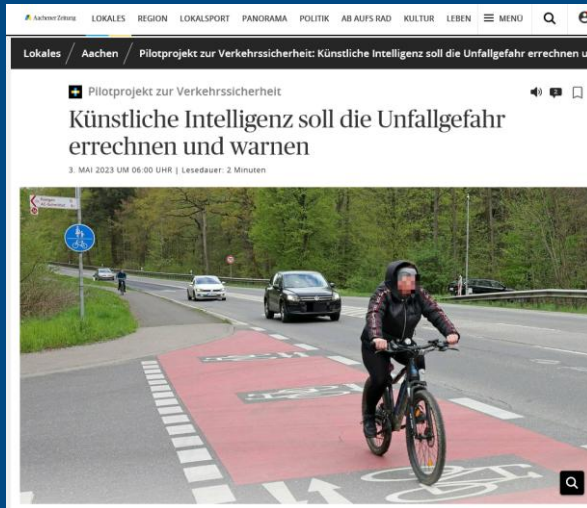 Aachener Zeitung LOKALES REGION LOKALSPORT PANORAMA POLITIK AB AUFS RAD KULTUR LEBEN MENÜ
Lokales / Aachen / Pilotprojekt zur Verkehrssicherheit: Künstliche Intelligenz soll die Unfallgefahr errechnen u
Pilotprojekt zur Verkehrssicherheit
Künstliche Intelligenz soll die Unfallgefahr
errechnen und warnen
3. MAI 2023 UM 06:00 UHR | Lesedauer: 2 Minuten